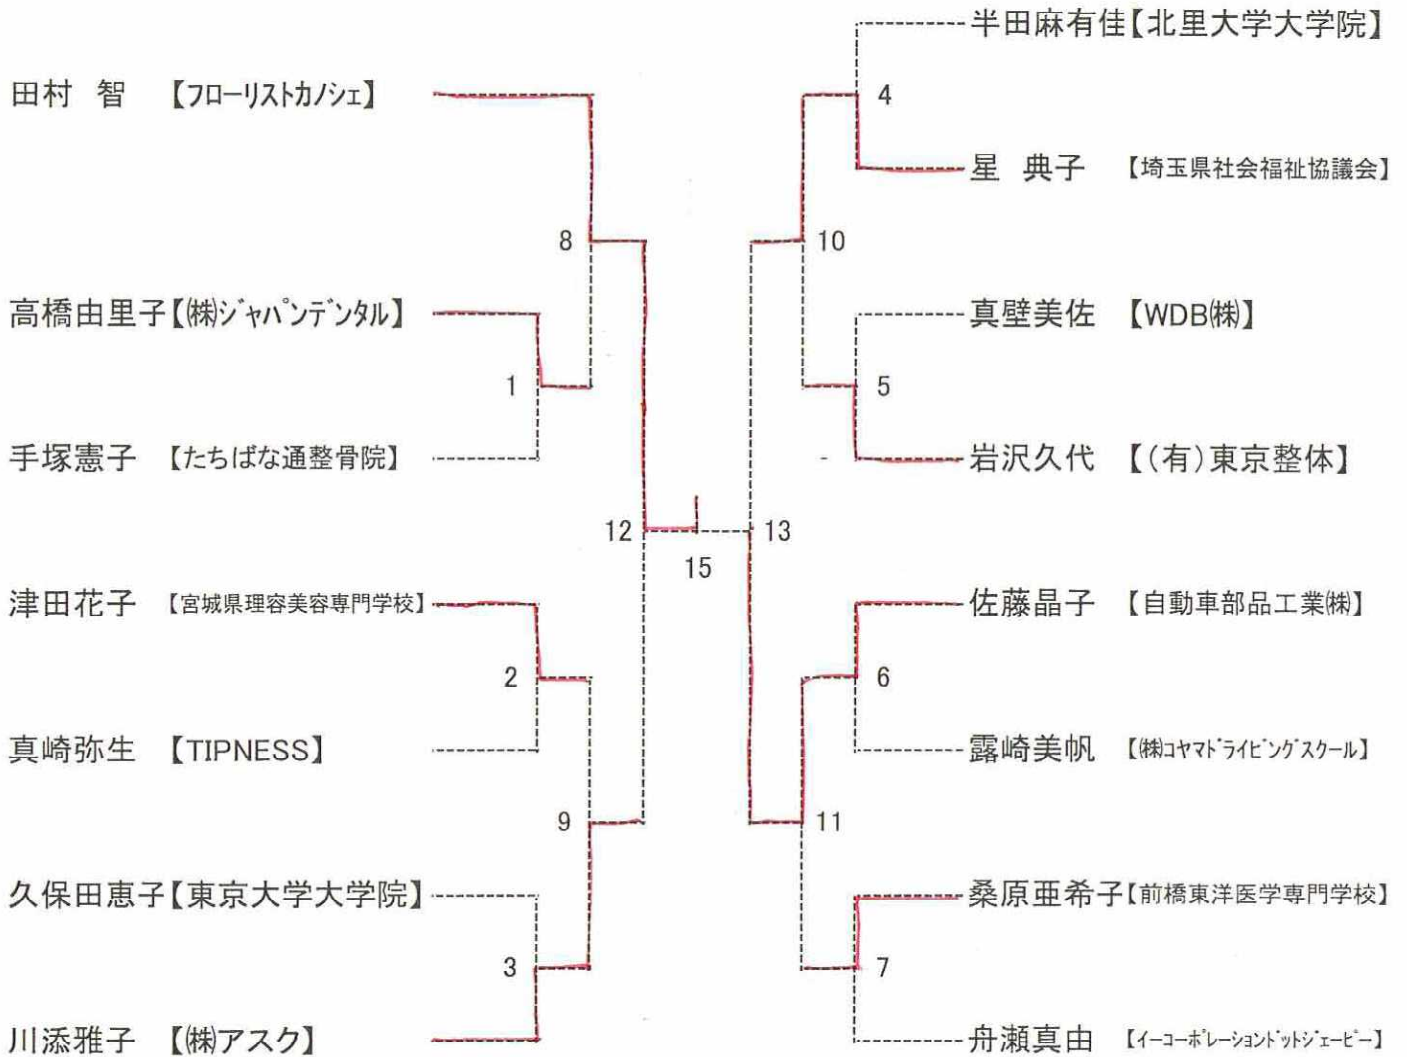 半田麻有佳【北里大学大学院】
田村 智 【フローリストカノシェ】
4
星 典子 【埼玉県社会福祉協議会】
8
10
高橋由里子【㈱ジャパンデンタル】
真壁美佐 【WDB㈱】
1
5
手塚憲子 【たちばな通整骨院】
岩沢久代 【(有)東京整体】
12
13
15
津田花子 【宮城県理容美容専門学校】
佐藤晶子 【自動車部品工業㈱】
2
6
真崎弥生 【TIPNESS】
露崎美帆 【㈱コヤマドライビングスクール】
9
11
久保田恵子【東京大学大学院】
桑原亜希子【前橋東洋医学専門学校】
3
7
川添雅子 【㈱アスク】
舟瀬真由 【イーコーポレーションドットジェーピー】